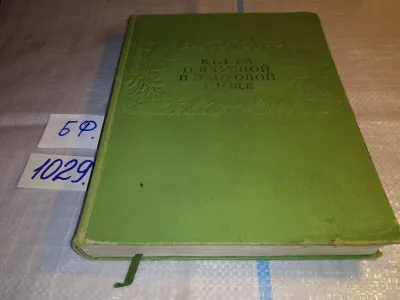 КНИГА
О ВКУСНОЙ
И ЗДОРОВОЙ
ПИЩЕ
БФ.
1029.